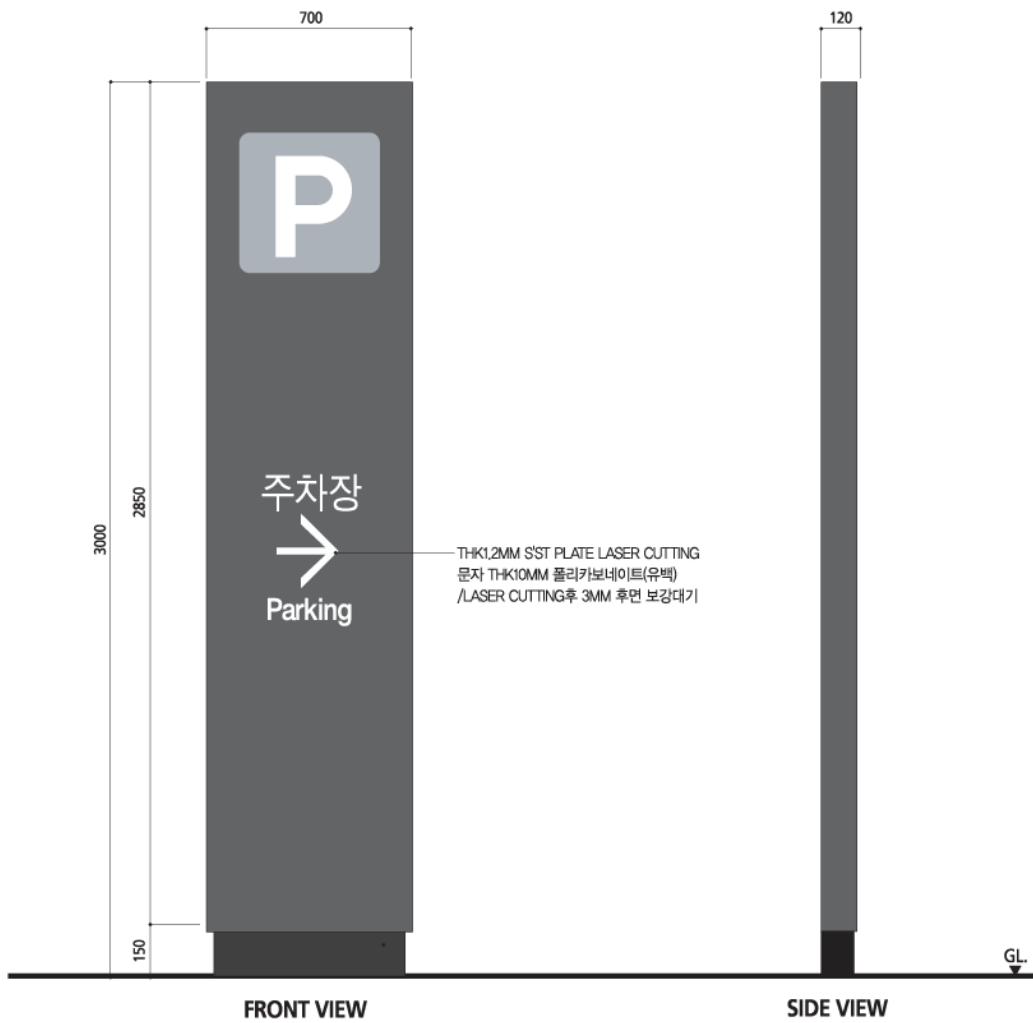 700
120
P
주차장
Parking
2850
3000
150
THK1,2MM S'ST PLATE LASER CUTTING
문자 THK10MM 폴리카보네이트(유백)
/LASER CUTTING후 3MM 후면 보강대기
GL.
FRONT VIEW
SIDE VIEW